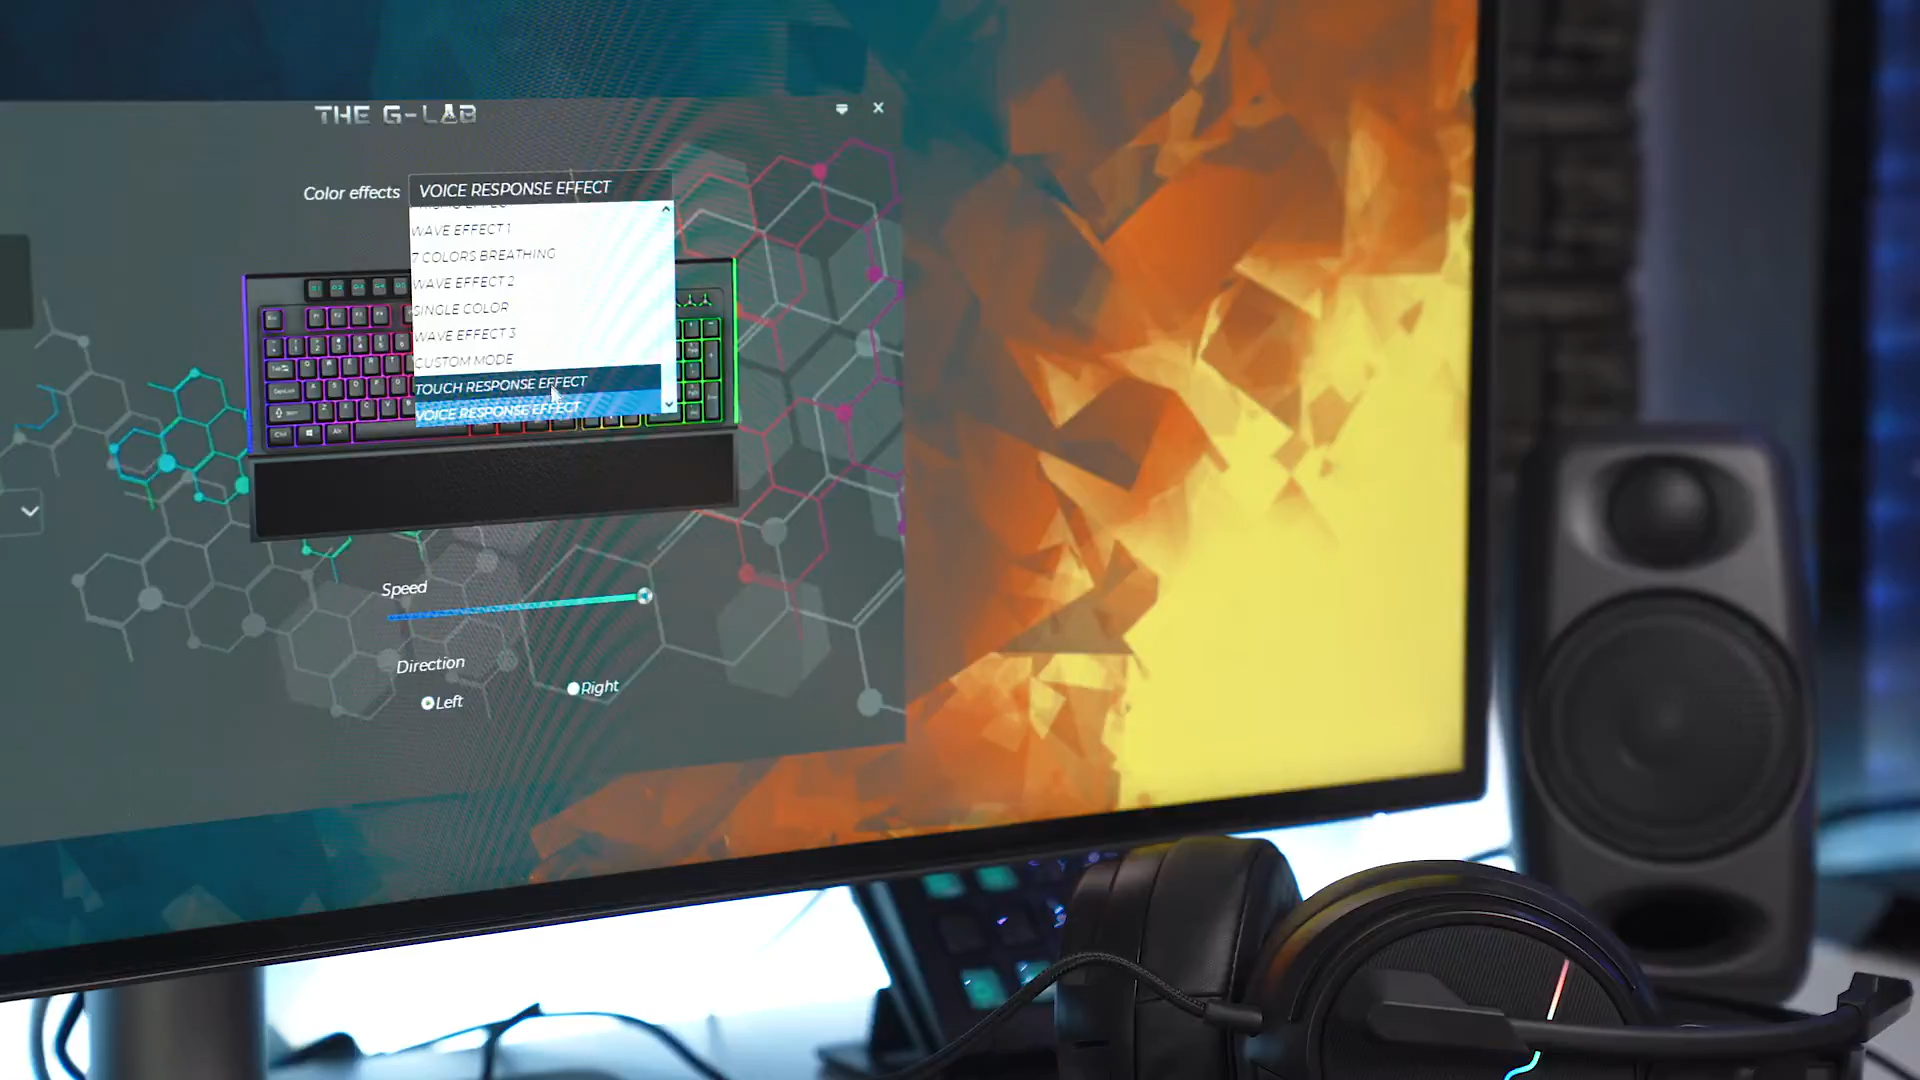 THE G-LAB
Color effects
VOICE RESPONSE EFFECT
WAVE EFFECT 1
7 COLORS BREATHING
WAVE EFFECT 2
SINGLE COLOR
WAVE EFFECT 3
CUSTOM MODE
TOUCH RESPONSE EFFECT
VOICE RESPONSE EFFECT
Speed
Direction
Left
Right